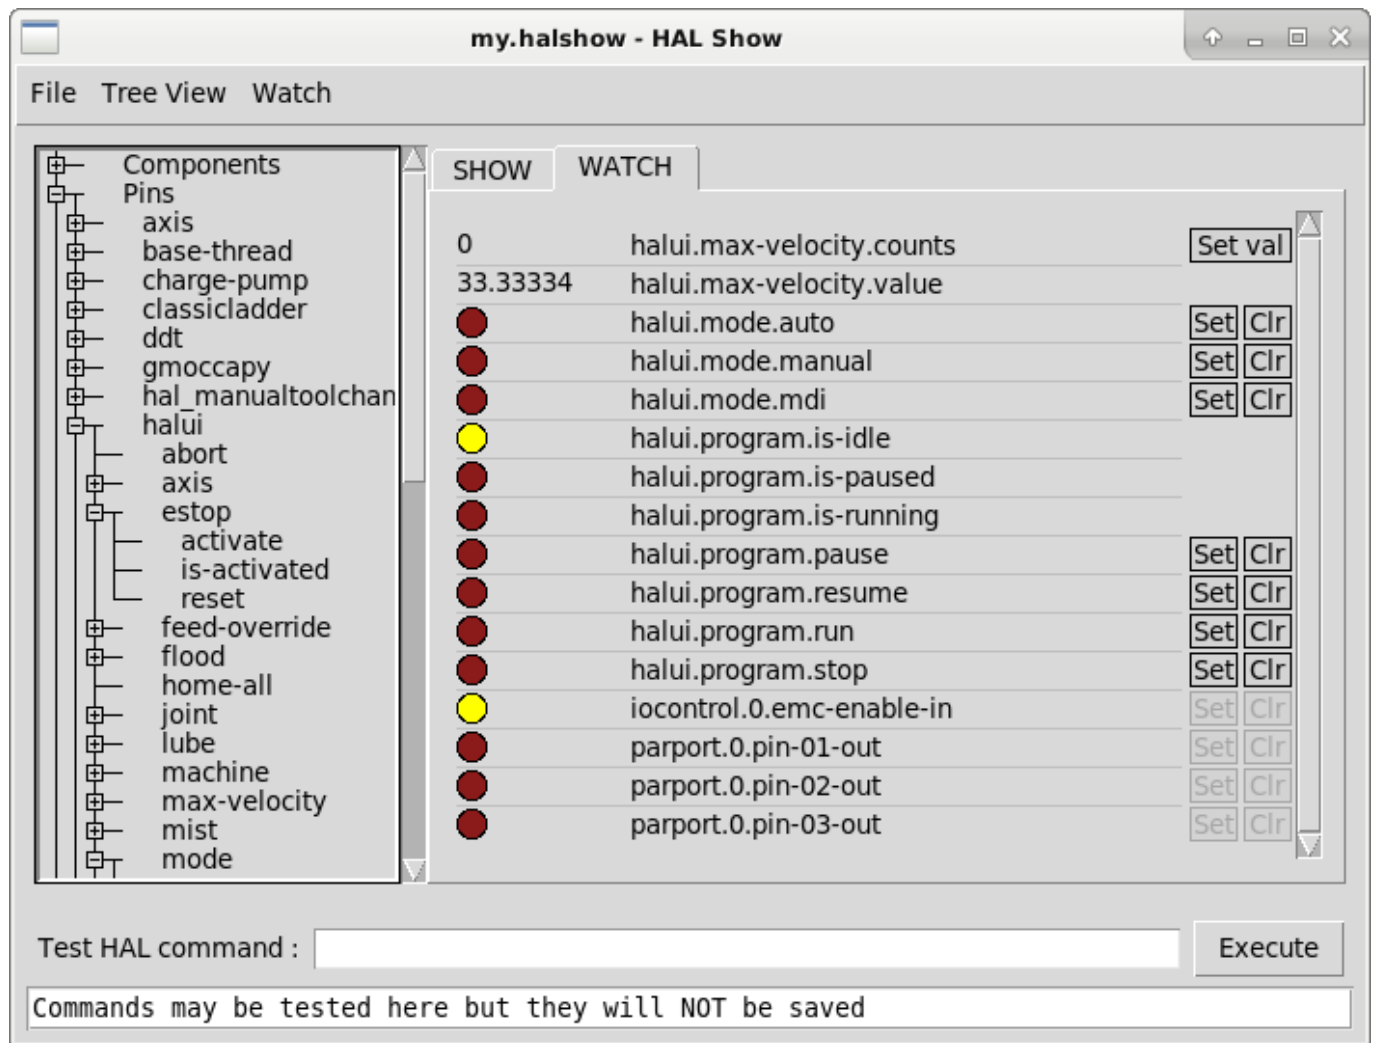 my.halshow - HAL Show
File Tree View Watch
Components
Pins
axis
base-thread
charge-pump
classicladder
ddt
gmoccapy
hal_manualtoolchan
halui
abort
axis
estop
activate
is-activated
reset
feed-override
flood
home-all
joint
lube
machine
max-velocity
mist
mode
SHOW WATCH
0 halui.max-velocity.counts Set val
33.33334 halui.max-velocity.value
halui.mode.auto Set Clr
halui.mode.manual Set Clr
halui.mode.mdi Set Clr
halui.program.is-idle
halui.program.is-paused
halui.program.is-running
halui.program.pause Set Clr
halui.program.resume Set Clr
halui.program.run Set Clr
halui.program.stop Set Clr
iocontrol.0.emc-enable-in Set Clr
parport.0.pin-01-out Set Clr
parport.0.pin-02-out Set Clr
parport.0.pin-03-out Set Clr
Test HAL command : Execute
Commands may be tested here but they will NOT be saved